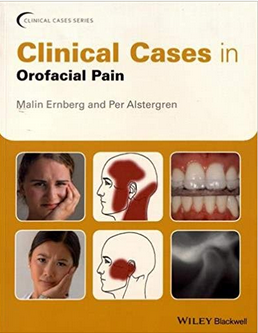 CLINICAL CASES SERIES
Clinical Cases in
Orofacial Pain
Malin Ernberg and Per Alstergren
WILEY Blackwell